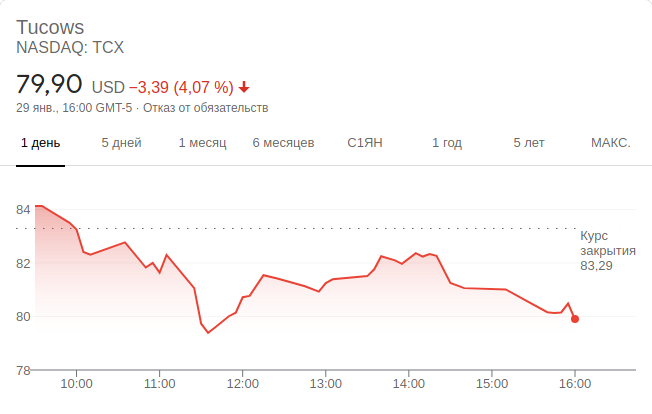 Tucows
NASDAQ: TCX
79,90 USD −3,39 (4,07 %)
29 янв., 16:00 GMT-5 · Отказ от обязательств
1 день 5 дней 1 месяц 6 месяцев С1ЯН 1 год 5 лет МАКС.
84
Курс
закрытия
83,29
82
80
78
10:00 11:00 12:00 13:00 14:00 15:00 16:00